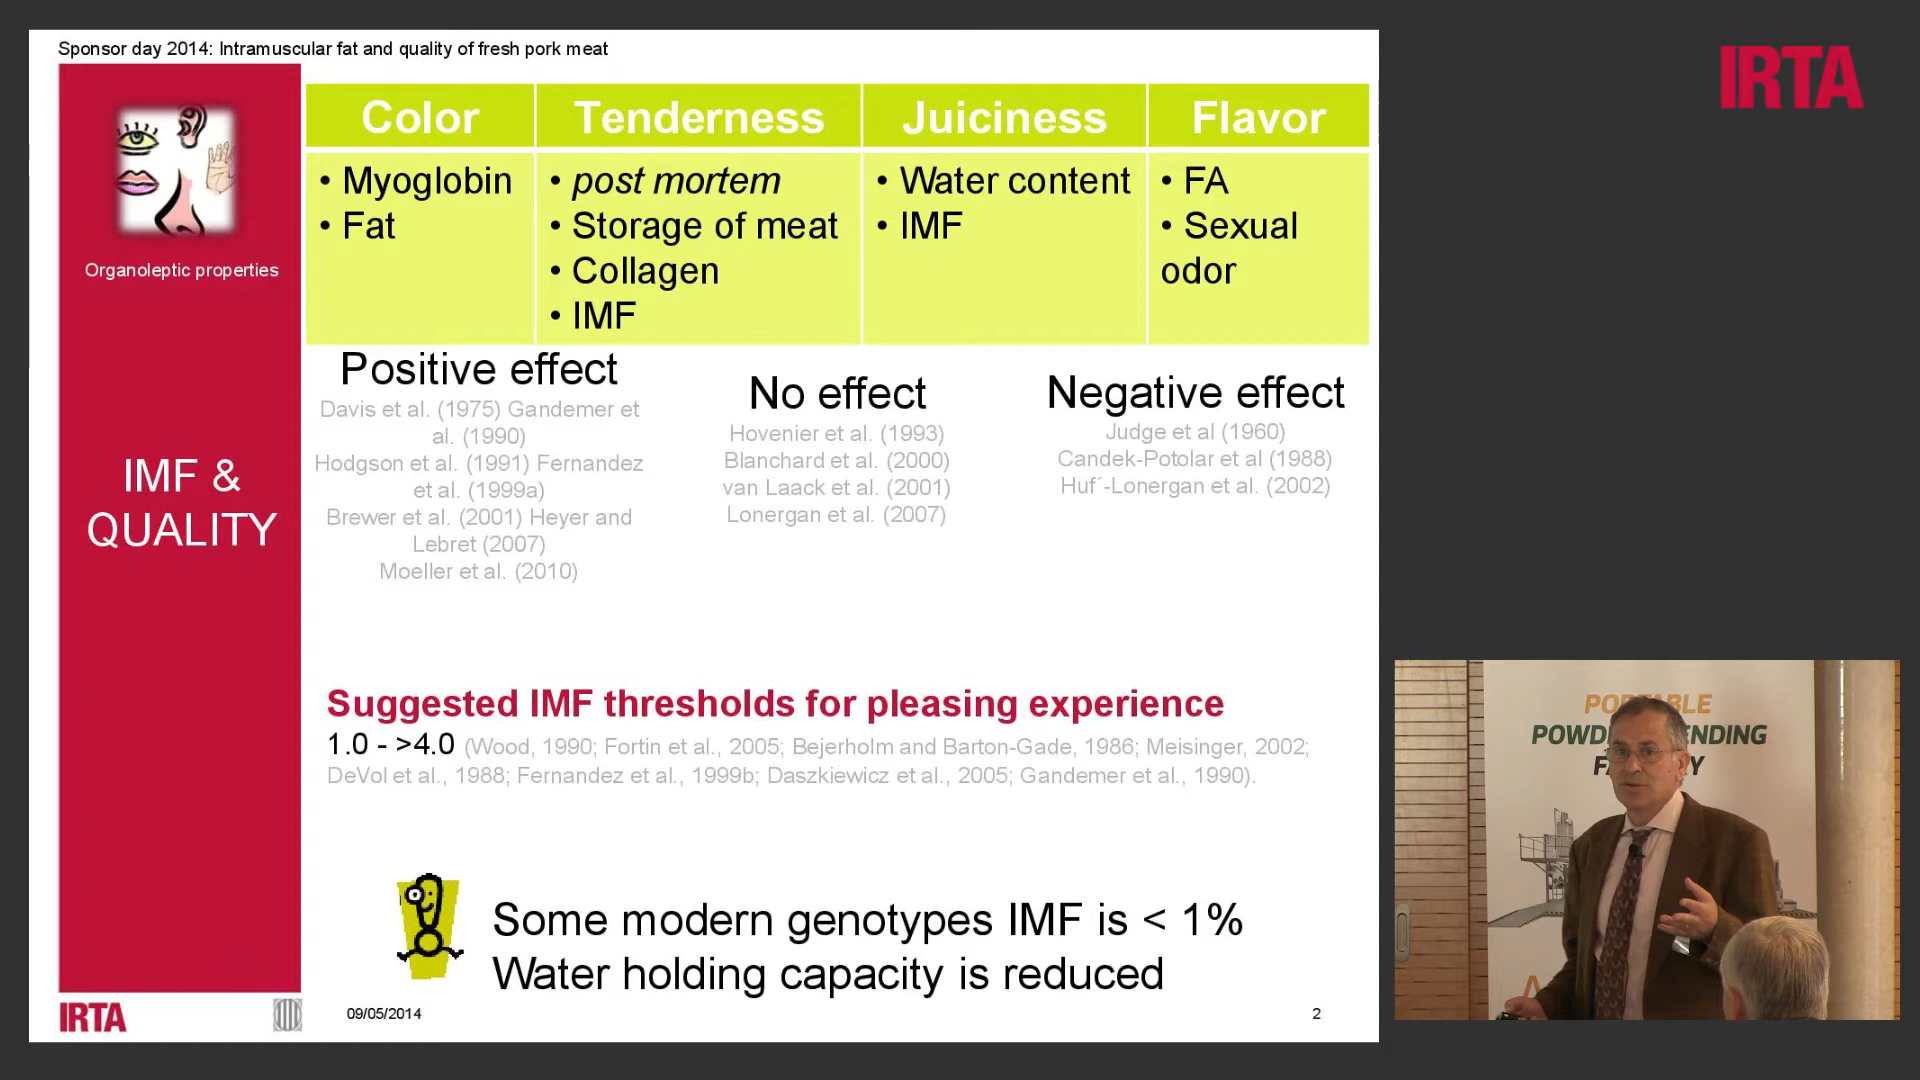 Sponsor day 2014: Intramuscular fat and quality of fresh pork meat
IRTA
Organoleptic properties
IMF &
QUALITY
Color
Tenderness
Juiciness
Flavor
• Myoglobin
• Fat
• post mortem
• Storage of meat
• Collagen
• IMF
• Water content
• IMF
• FA
• Sexual
odor
Positive effect
Davis et al. (1975) Gandemer et
al. (1990)
Hodgson et al. (1991) Fernandez
et al. (1999a)
Brewer et al. (2001) Heyer and
Lebret (2007)
Moeller et al. (2010)
No effect
Hovenier et al. (1993)
Blanchard et al. (2000)
van Laack et al. (2001)
Lonergan et al. (2007)
Negative effect
Judge et al (1960)
Candek-Potolar et al (1988)
Huf´-Lonergan et al. (2002)
Suggested IMF thresholds for pleasing experience
1.0 - >4.0 (Wood, 1990; Fortin et al., 2005; Bejerholm and Barton-Gade, 1986; Meisinger, 2002;
DeVol et al., 1988; Fernandez et al., 1999b; Daszkiewicz et al., 2005; Gandemer et al., 1990).
Some modern genotypes IMF is < 1%
Water holding capacity is reduced
IRTA
09/05/2014
2